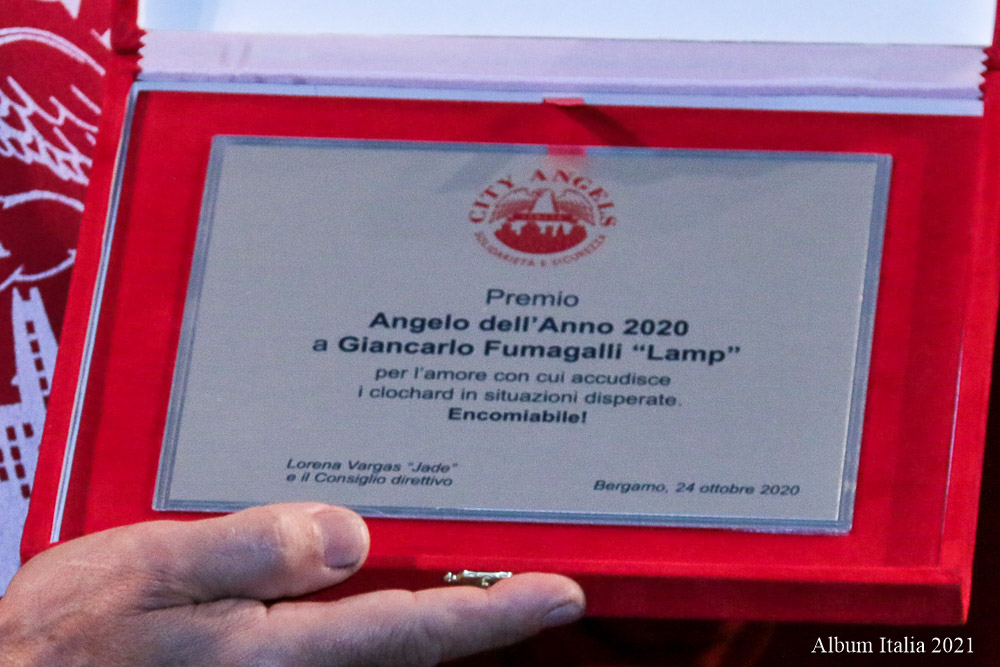 CITY ANGELS
SOLIDARIETÀ E SICUREZZA
Premio
Angelo dell'Anno 2020
a Giancarlo Fumagalli “Lamp”
per l'amore con cui accudisce
i clochard in situazioni disperate.
Encomiabile!
Lorena Vargas "Jade"
e il Consiglio direttivo
Bergamo, 24 ottobre 2020
Album Italia 2021